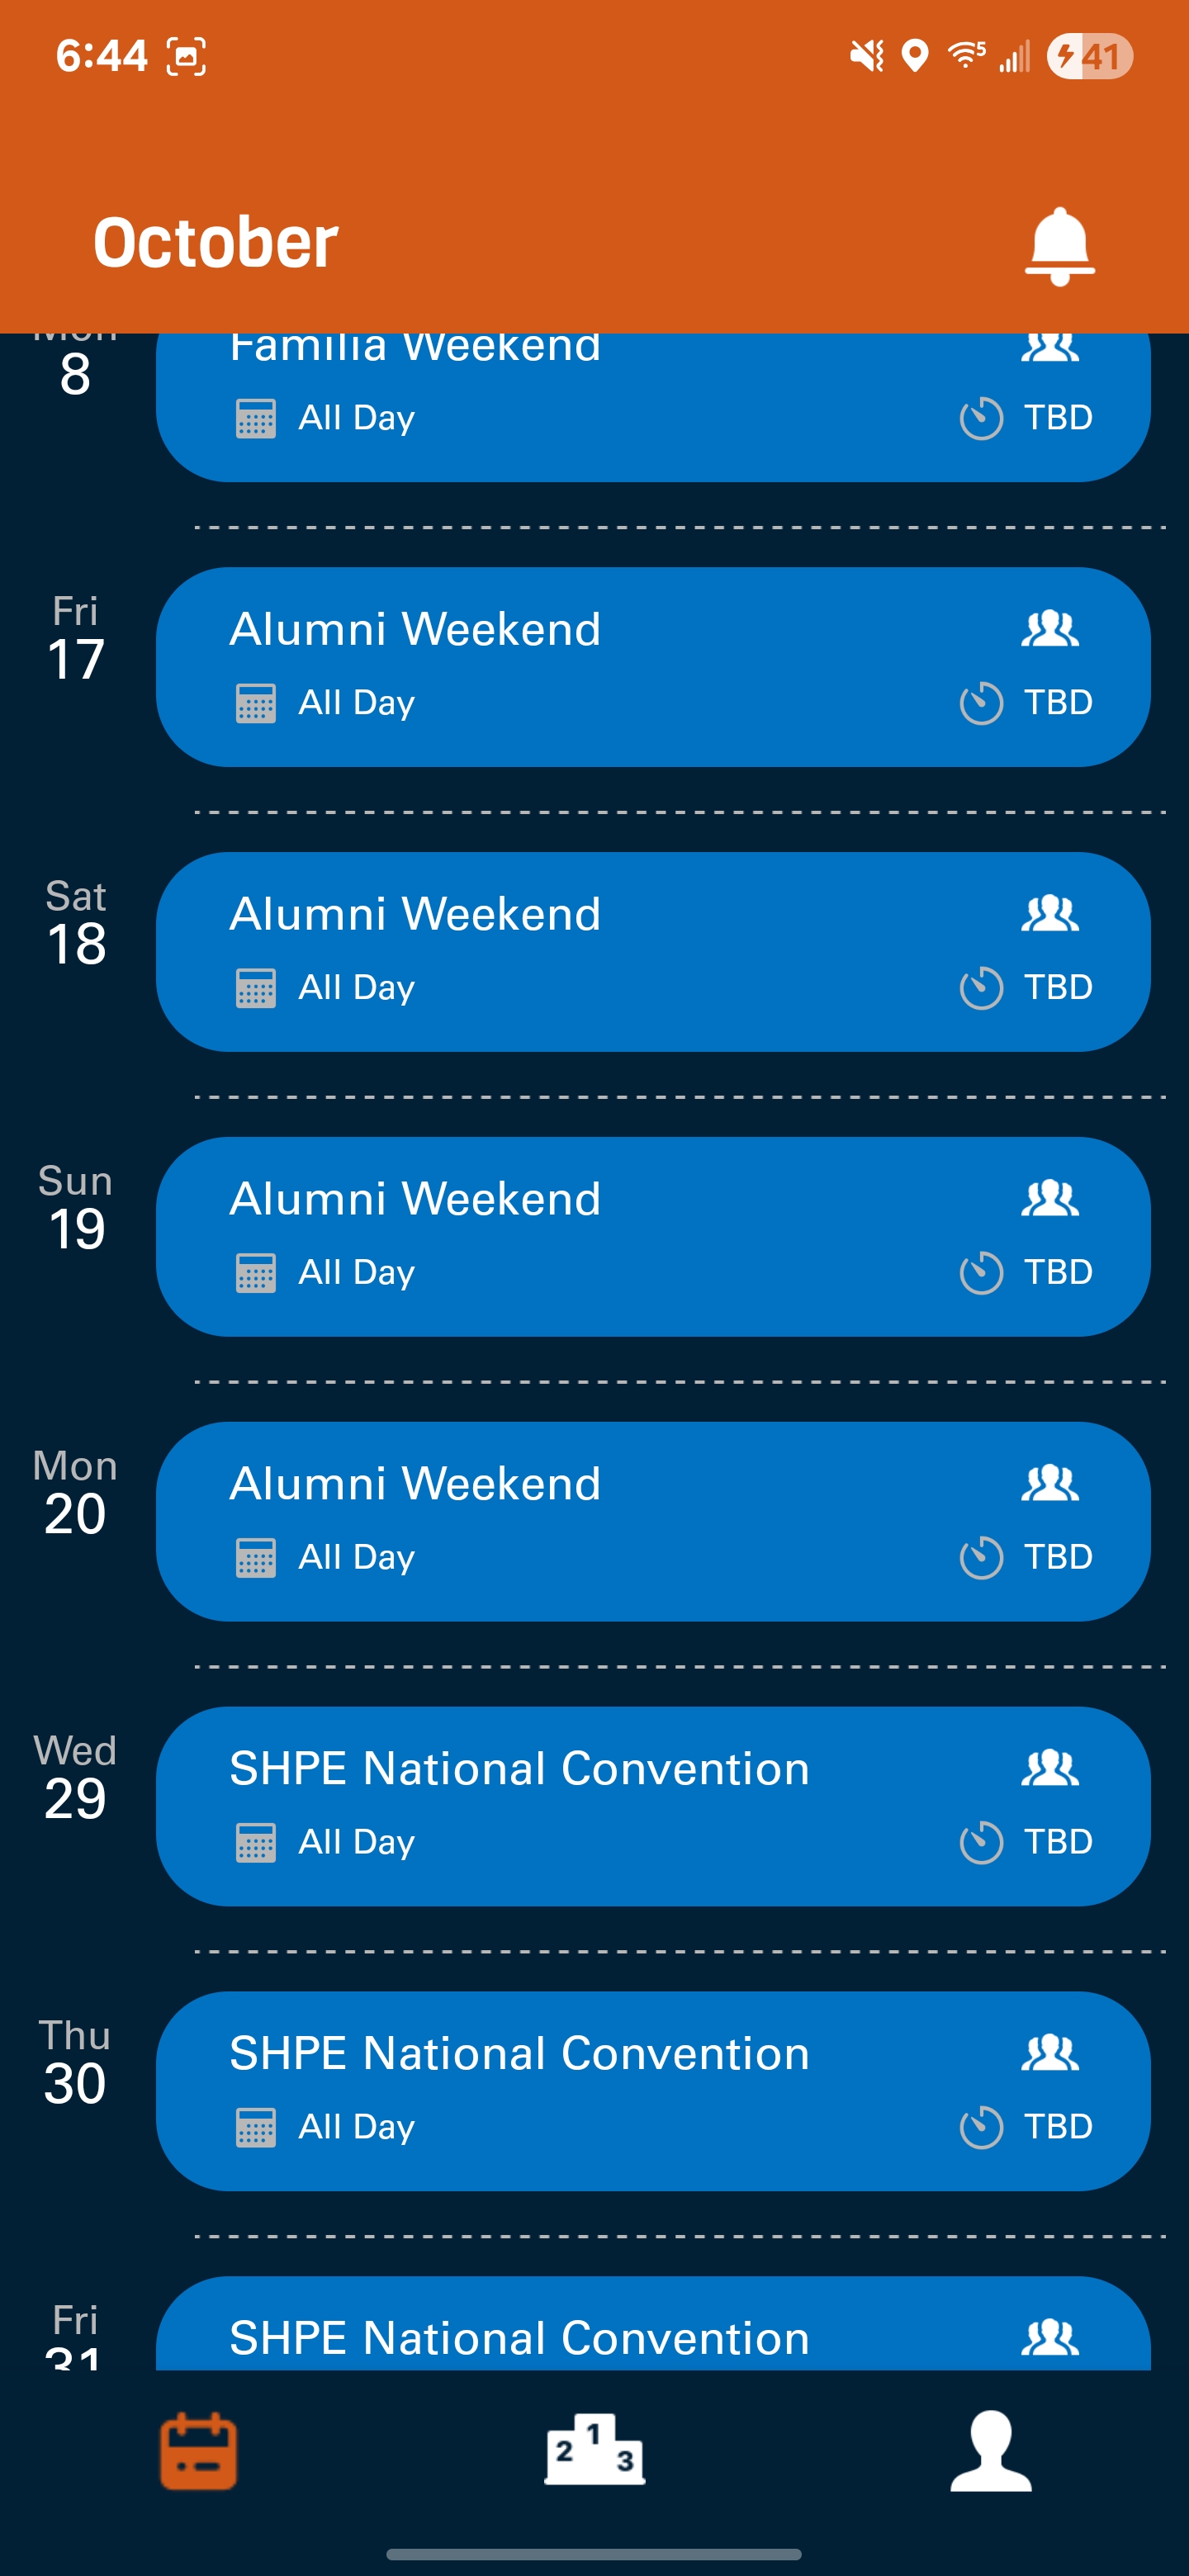 6:44
5
41
October
Mon
8
Familia Weekend
All Day
TBD
Fri
17
Alumni Weekend
All Day
TBD
Sat
18
Alumni Weekend
All Day
TBD
Sun
19
Alumni Weekend
All Day
TBD
Mon
20
Alumni Weekend
All Day
TBD
Wed
29
SHPE National Convention
All Day
TBD
Thu
30
SHPE National Convention
All Day
TBD
Fri
31
SHPE National Convention
2 1 3